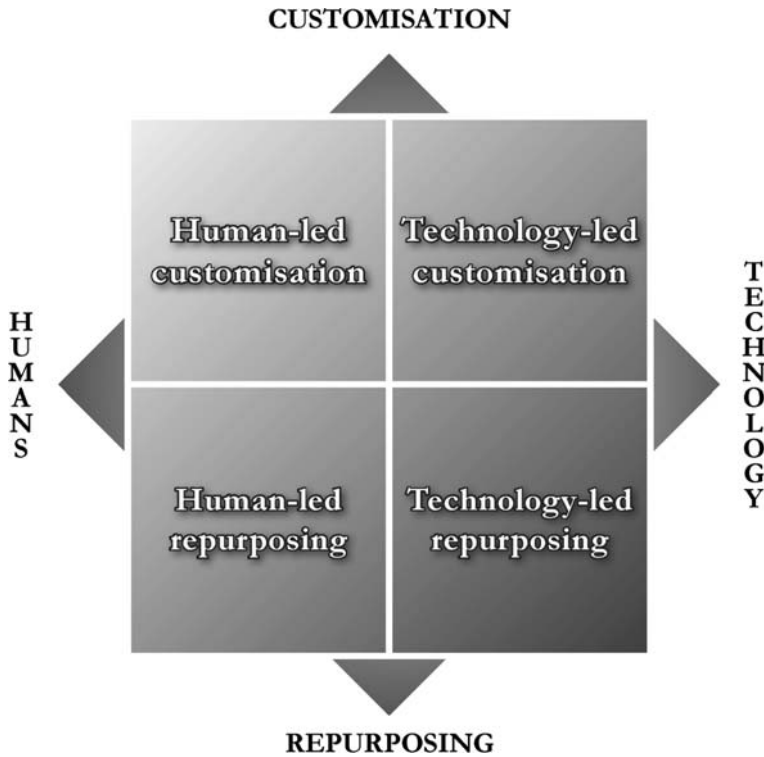 CUSTOMISATION
Human-led
customisation
Technology-led
customisation
HUMANS
TECHNOLOGY
Human-led
repurposing
Technology-led
repurposing
REPURPOSING